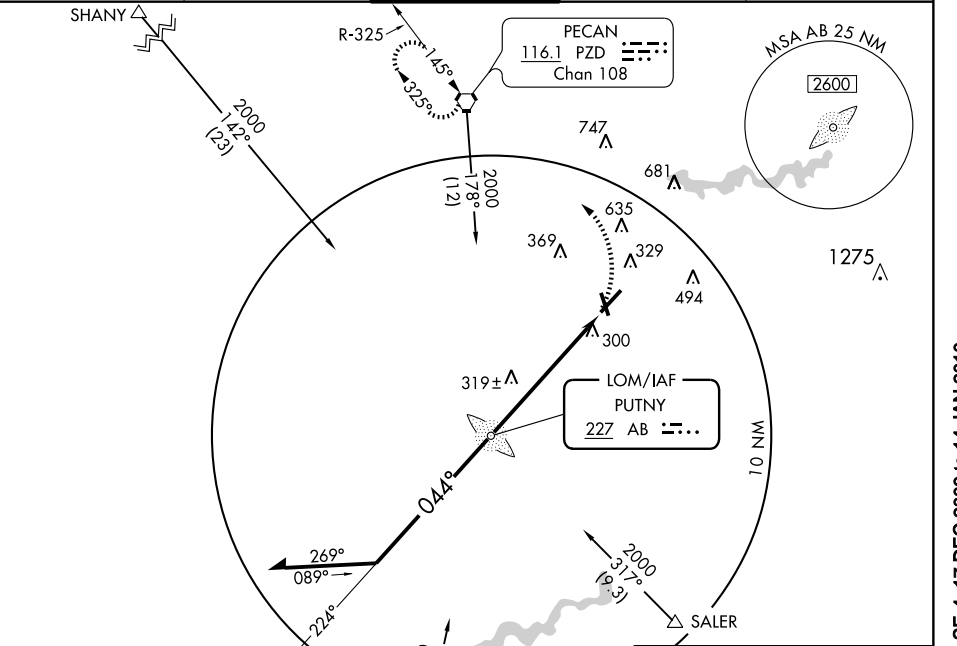 SHANY
2000
142°
(23)
R-325
145°
325°
PECAN
116.1 PZD
Chan 108
2000
178°
(12)
MSA AB 25 NM
2600
747
681
635
369
329
494
1275
300
319±
LOM/IAF
PUTNY
227 AB
10 NM
044°
269°
089°
224°
2000
317°
(9.3)
SALER